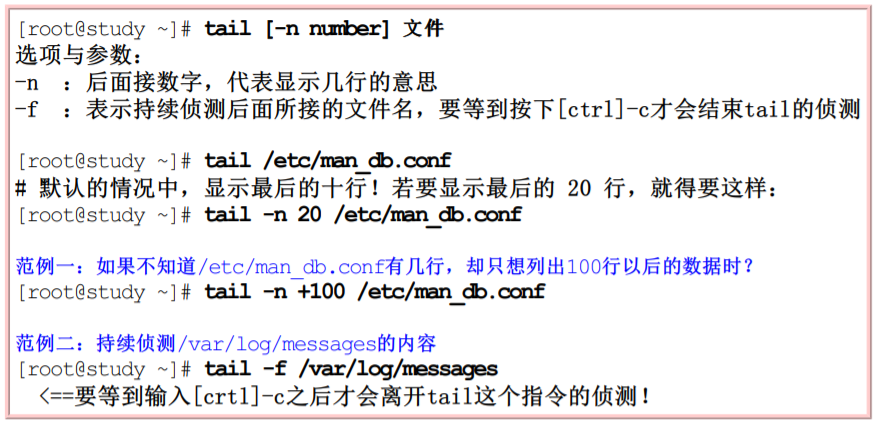 [root@study ~]# tail [-n number] 文件
选项与参数：
-n  ：后面接数字，代表显示几行的意思
-f  ：表示持续侦测后面所接的文件名，要等到按下[ctrl]-c才会结束tail的侦测
[root@study ~]# tail /etc/man_db.conf
# 默认的情况中，显示最后的十行！若要显示最后的 20 行，就得要这样：
[root@study ~]# tail -n 20 /etc/man_db.conf
范例一：如果不知道/etc/man_db.conf有几行，却只想列出100行以后的数据时？
[root@study ~]# tail -n +100 /etc/man_db.conf
范例二：持续侦测/var/log/messages的内容
[root@study ~]# tail -f /var/log/messages
<==要等到输入[crtl]-c之后才会离开tail这个指令的侦测！